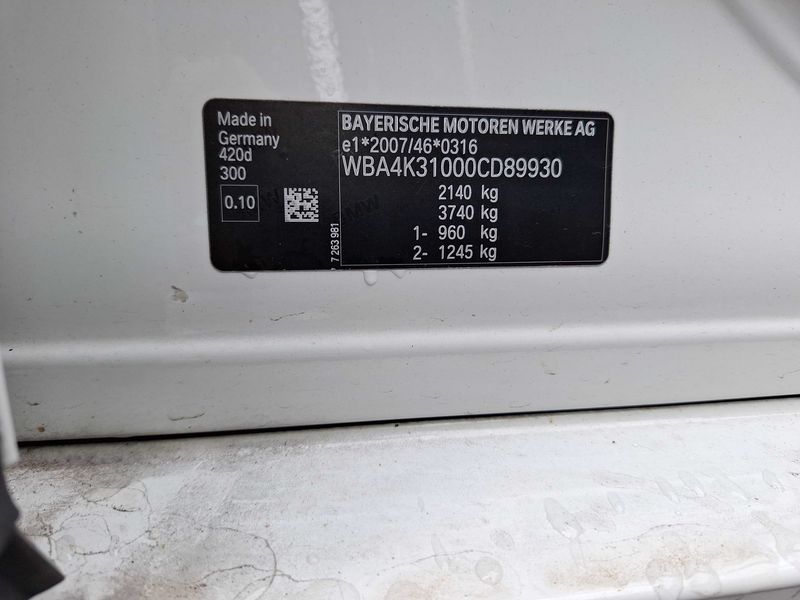 Made in
Germany
420d
300
0.10
7 263 981
BAYERISCHE MOTOREN WERKE AG
e1*2007/46*0316
WBA4K31000CD89930
2140 kg
3740 kg
1- 960 kg
2- 1245 kg